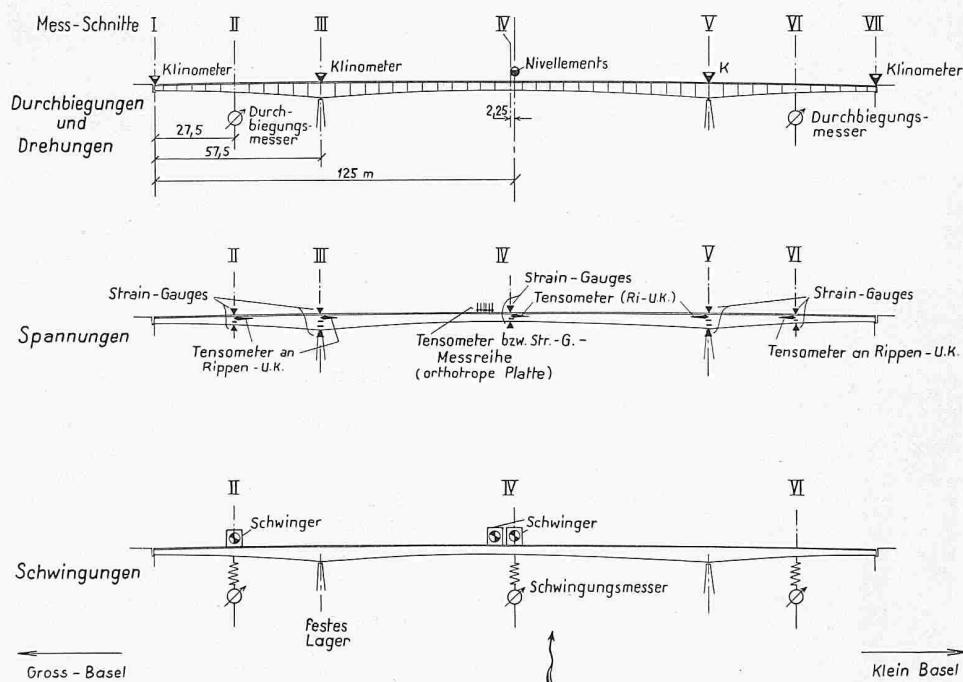 Mess-Schnitte I II III IV V VI VII
Klinometer Klinometer Nivellements K Klinometer
Durchbiegungen
und
Drehungen
Durch-
biegungs-
messer
2,25
Durchbiegungs-
messer
27,5
57,5
125 m
II III IV V VI
Strain-Gauges Strain-Gauges Strain-Gauges
Tensometer (Ri-U.K.)
Spannungen
Tensometer an
Rippen-U.K.
Tensometer bzw. Str.-G.-
Messreihe
(orthotrope Platte)
Tensometer an Rippen-U.K.
II IV VI
Schwinger Schwinger
Schwingungen
Schwingungsmesser
festes
Lager
Gross-Basel Klein Basel